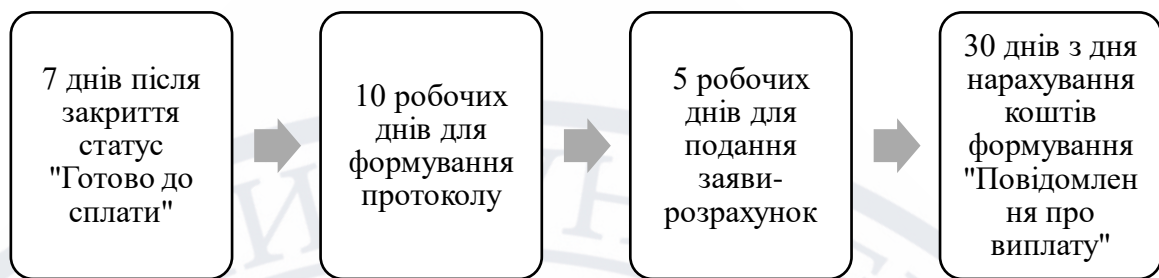 7 днів після
закриття
статус
"Готово до
сплати"
10 робочих
днів для
формування
протоколу
5 робочих
днів для
подання
заяви-
розрахунок
30 днів з дня
нарахування
коштів
формування
"Повідомлен
ня про
виплату"